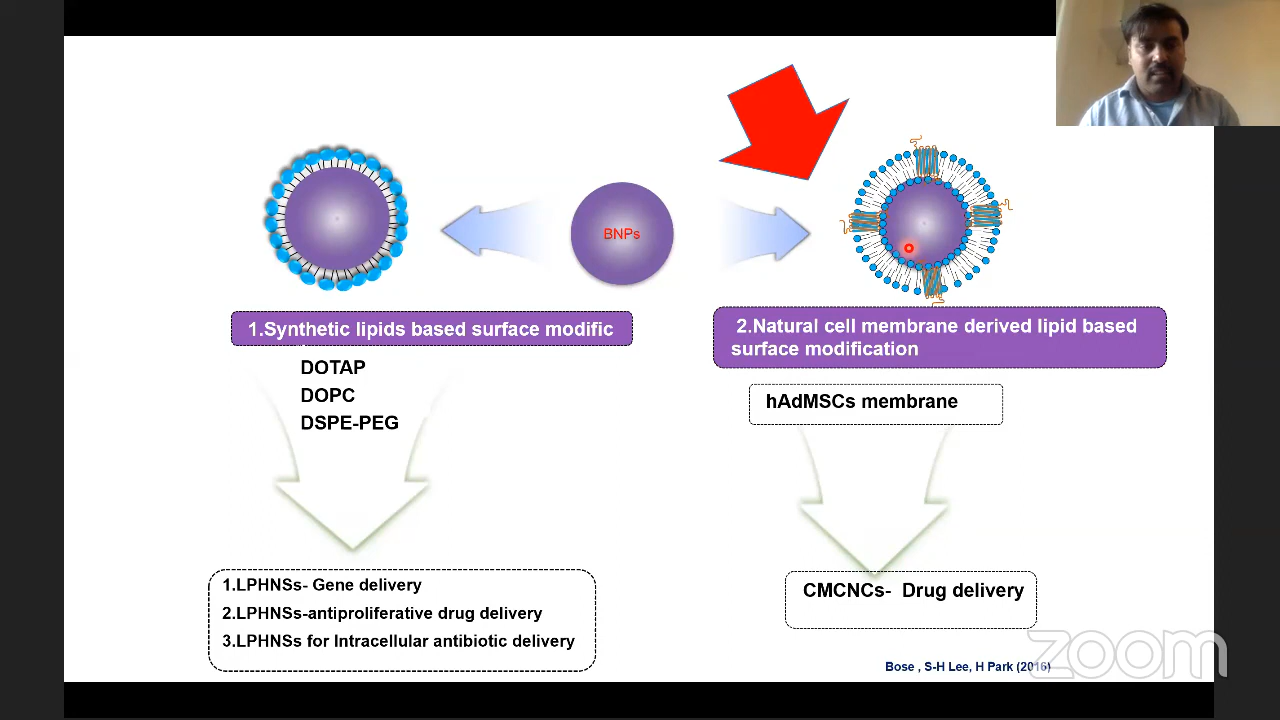 BNPs
1.Synthetic lipids based surface modific
DOTAP
DOPC
DSPE-PEG
2.Natural cell membrane derived lipid based
surface modification
hAdMSCs membrane
1.LPHNSs- Gene delivery
2.LPHNSs-antiproliferative drug delivery
3.LPHNSs for Intracellular antibiotic delivery
CMCNCs- Drug delivery
Bose , S-H Lee, H Park (2016)
zoom